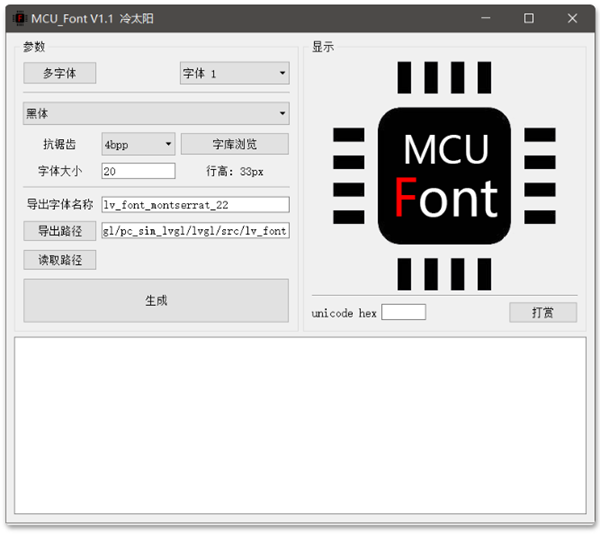 MCU_Font V1.1 冷太阳
参数
多字体
字体 1
黑体
抗锯齿
4bpp
字库浏览
字体大小
20
行高: 33px
导出字体名称
lv_font_montserrat_22
导出路径
gl/pc_sim_lvgl/lvgl/src/lv_font
读取路径
生成
显示
MCU
Font
unicode hex
打赏